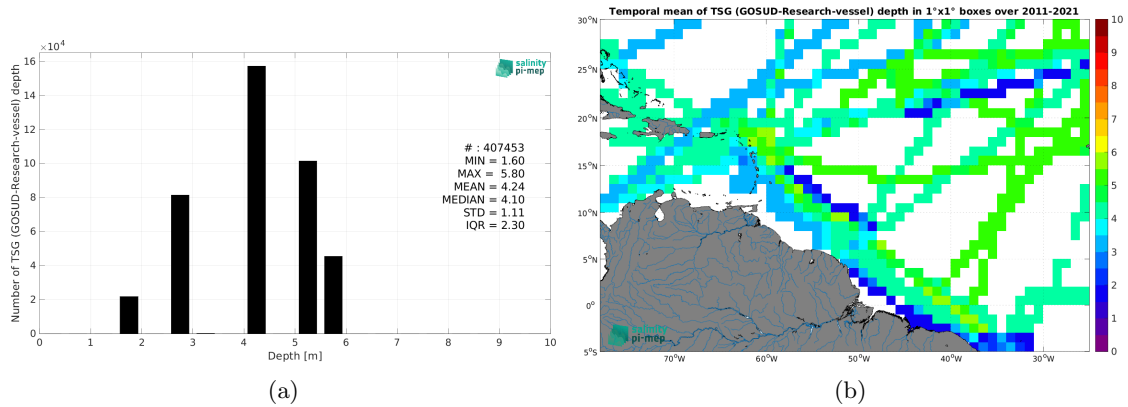 Number of TSG (GOSUD-Research-vessel) depth
×10⁴
16
14
12
10
8
6
4
2
0
0 1 2 3 4 5 6 7 8 9 10
Depth [m]
salinity
pi-mep
# : 407453
MIN = 1.60
MAX = 5.80
MEAN = 4.24
MEDIAN = 4.10
STD = 1.11
IQR = 2.30
(a)
Temporal mean of TSG (GOSUD-Research-vessel) depth in 1°x1° boxes over 2011-2021
30°N
25°N
20°N
15°N
10°N
5°N
0°
5°S
70°W 60°W 50°W 40°W 30°W
salinity
pi-mep
10
9
8
7
6
5
4
3
2
1
0
(b)